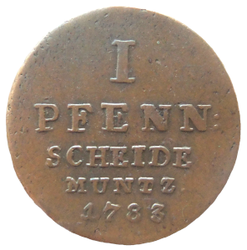 I
PFENN:
SCHEIDE
MUNTZ.
1783